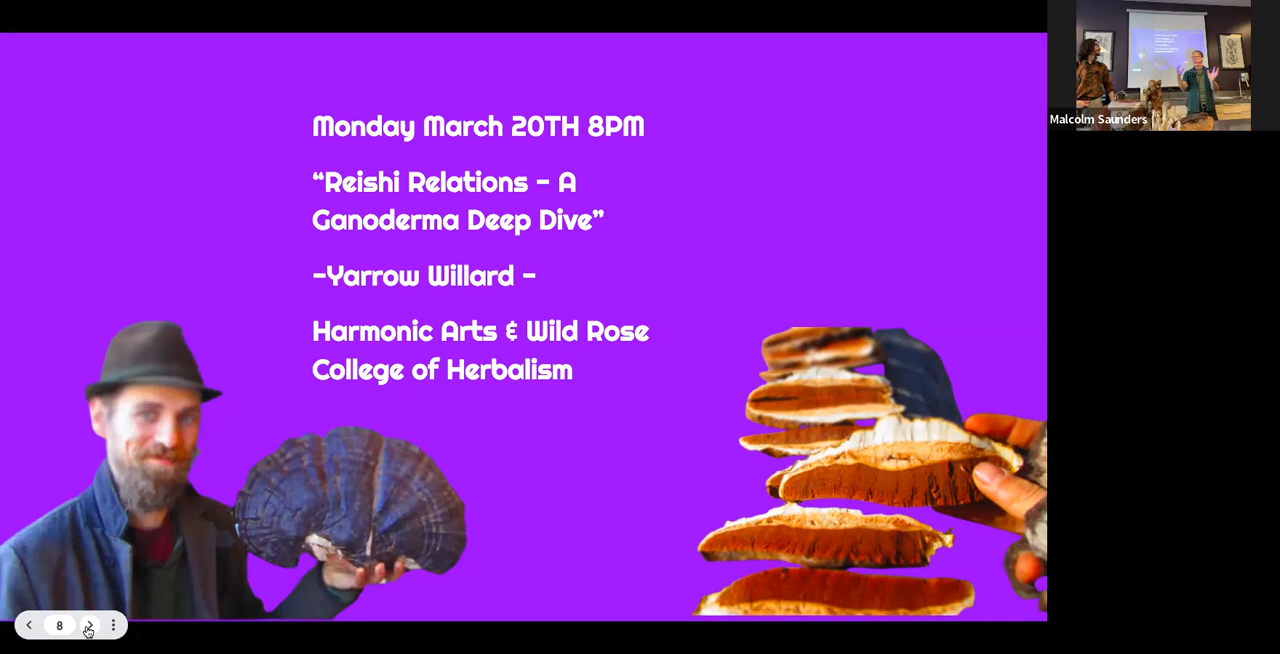 Monday March 20TH 8PM
“Reishi Relations - A
Ganoderma Deep Dive”
-Yarrow Willard -
Harmonic Arts & Wild Rose
College of Herbalism
Malcolm Saunders
8